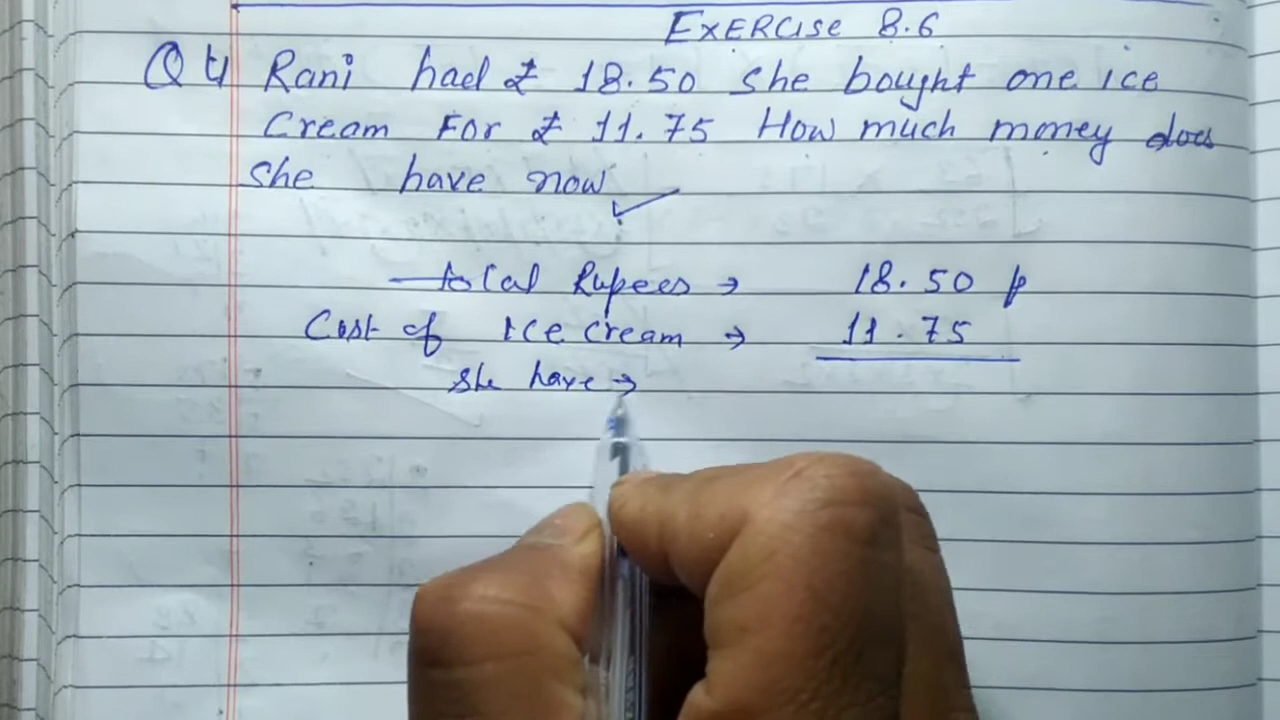 EXERCISE 8.6
Q 4 Rani had ₹ 18.50 she bought one ice
cream For ₹ 11.75 How much money does
she have now
total Rupees → 18.50 p
Cost of Ice cream → 11.75
she have →